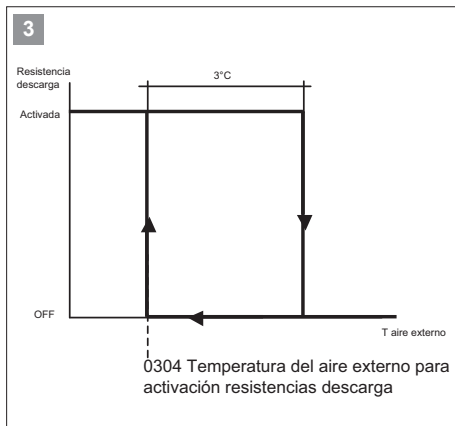 3
Resistencia
descarga
3°C
Activada
OFF
T aire externo
0304 Temperatura del aire externo para
activación resistencias descarga